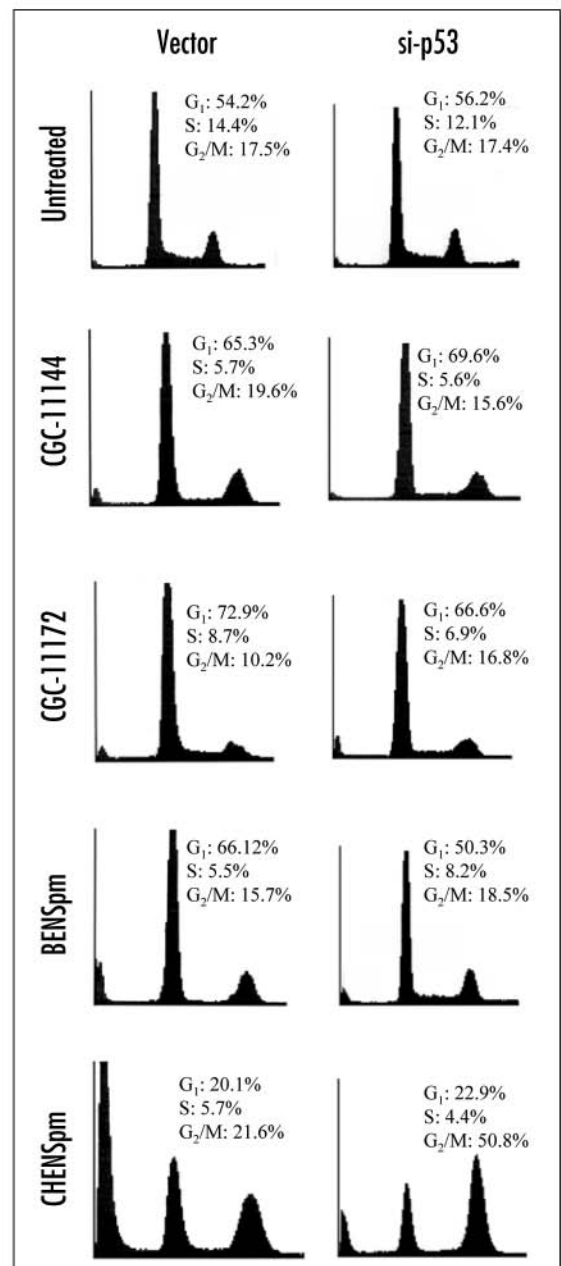 Vector
si-p53
Untreated
G₁: 54.2%
S: 14.4%
G₂/M: 17.5%
G₁: 56.2%
S: 12.1%
G₂/M: 17.4%
CGC-11144
G₁: 65.3%
S: 5.7%
G₂/M: 19.6%
G₁: 69.6%
S: 5.6%
G₂/M: 15.6%
CGC-11172
G₁: 72.9%
S: 8.7%
G₂/M: 10.2%
G₁: 66.6%
S: 6.9%
G₂/M: 16.8%
BENSpm
G₁: 66.12%
S: 5.5%
G₂/M: 15.7%
G₁: 50.3%
S: 8.2%
G₂/M: 18.5%
CHENSpm
G₁: 20.1%
S: 5.7%
G₂/M: 21.6%
G₁: 22.9%
S: 4.4%
G₂/M: 50.8%